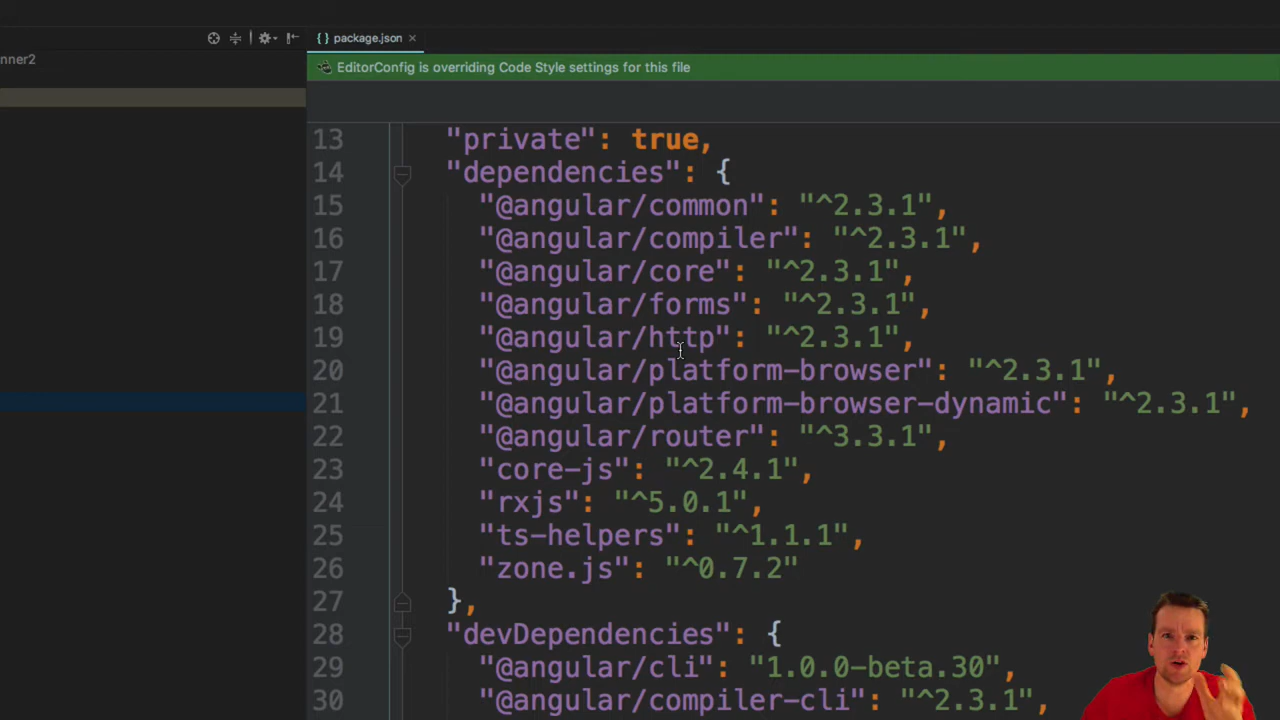 package.json
nner2
EditorConfig is overriding Code Style settings for this file
13 "private": true,
14 "dependencies": {
15 "@angular/common": "^2.3.1",
16 "@angular/compiler": "^2.3.1",
17 "@angular/core": "^2.3.1",
18 "@angular/forms": "^2.3.1",
19 "@angular/http": "^2.3.1",
20 "@angular/platform-browser": "^2.3.1",
21 "@angular/platform-browser-dynamic": "^2.3.1",
22 "@angular/router": "^3.3.1",
23 "core-js": "^2.4.1",
24 "rxjs": "^5.0.1",
25 "ts-helpers": "^1.1.1",
26 "zone.js": "^0.7.2"
27 },
28 "devDependencies": {
29 "@angular/cli": "1.0.0-beta.30",
30 "@angular/compiler-cli": "^2.3.1",